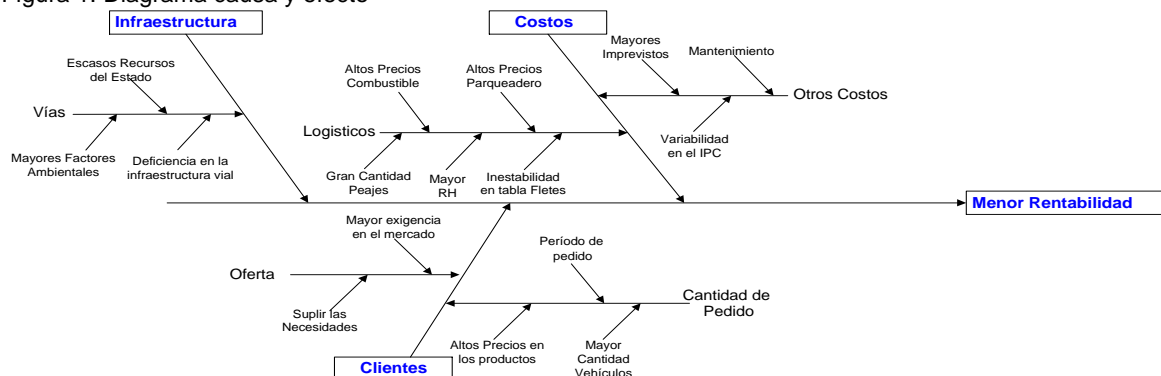 Figura 1. Diagrama causa y efecto
Infraestructura
Costos
Mayores
Imprevistos
Mantenimiento
Escasos Recursos
del Estado
Altos Precios
Combustible
Altos Precios
Parqueadero
Otros Costos
Vías
Logisticos
Variabilidad
en el IPC
Mayores Factores
Ambientales
Deficiencia en la
infraestructura vial
Gran Cantidad
Peajes
Mayor
RH
Inestabilidad
en tabla Fletes
Menor Rentabilidad
Mayor exigencia
en el mercado
Período de
pedido
Oferta
Cantidad de
Pedido
Suplir las
Necesidades
Altos Precios en
los productos
Mayor
Cantidad
Vehículos
Clientes